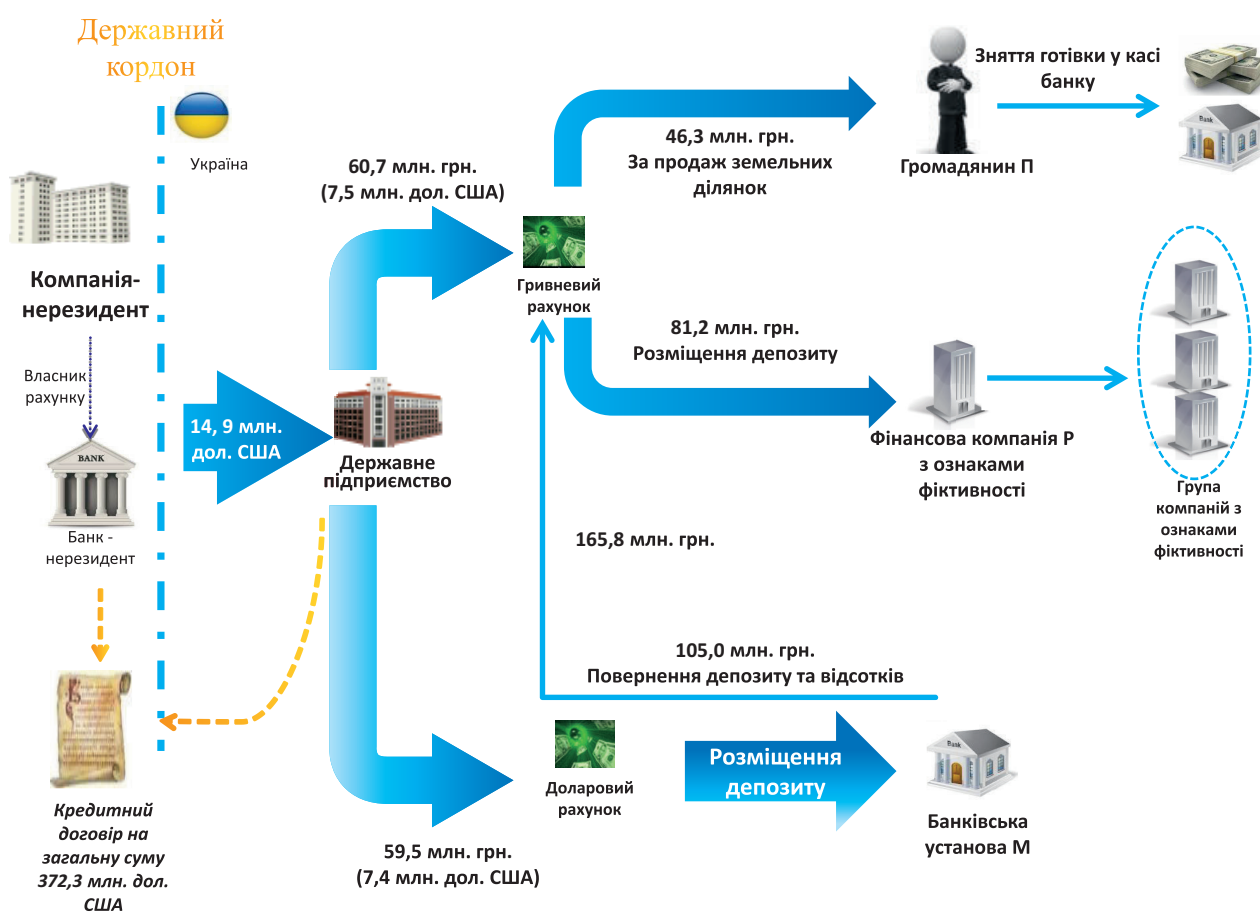 Державний
кордон
Україна
Компанія-
нерезидент
Власник
рахунку
BANK
Банк -
нерезидент
Кредитний
договір на
загальну суму
372,3 млн. дол.
США
14, 9 млн.
дол. США
Державне
підприємство
60,7 млн. грн.
(7,5 млн. дол. США)
Гривневий
рахунок
46,3 млн. грн.
За продаж земельних
ділянок
Громадянин П
Зняття готівки у касі
банку
Bank
81,2 млн. грн.
Розміщення депозиту
Фінансова компанія Р
з ознаками
фіктивності
Група
компаній з
ознаками
фіктивності
165,8 млн. грн.
105,0 млн. грн.
Повернення депозиту та відсотків
Доларовий
рахунок
Розміщення
депозиту
Bank
Банківська
установа М
59,5 млн. грн.
(7,4 млн. дол. США)